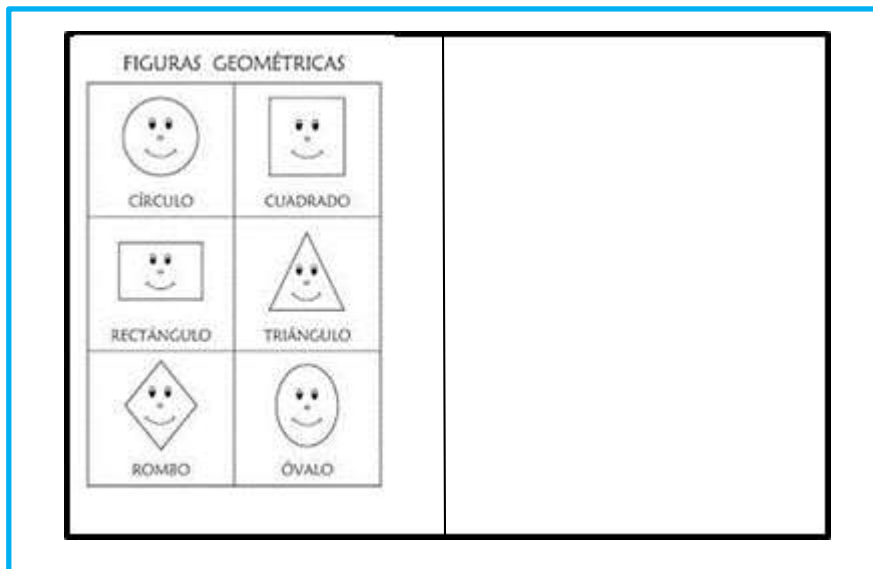 FIGURAS GEOMÉTRICAS
CÍRCULO
CUADRADO
RECTÁNGULO
TRIÁNGULO
ROMBO
ÓVALO